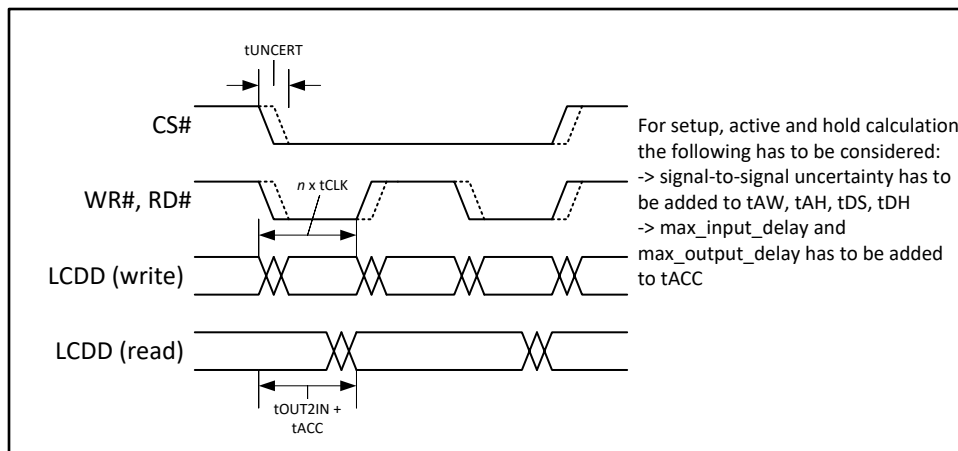 tUNCERT
CS#
WR#, RD#
n x tCLK
LCDD (write)
LCDD (read)
tOUT2IN +
tACC
For setup, active and hold calculation
the following has to be considered:
-> signal-to-signal uncertainty has to
be added to tAW, tAH, tDS, tDH
-> max_input_delay and
max_output_delay has to be added
to tACC